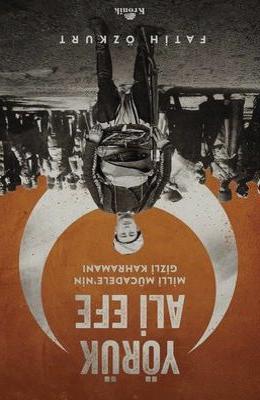 YÖRÜK
ALİ EFE
MİLLİ MÜCADELE'NİN
GİZLİ KAHRAMANI
FATİH ÖZKURT
Kronik